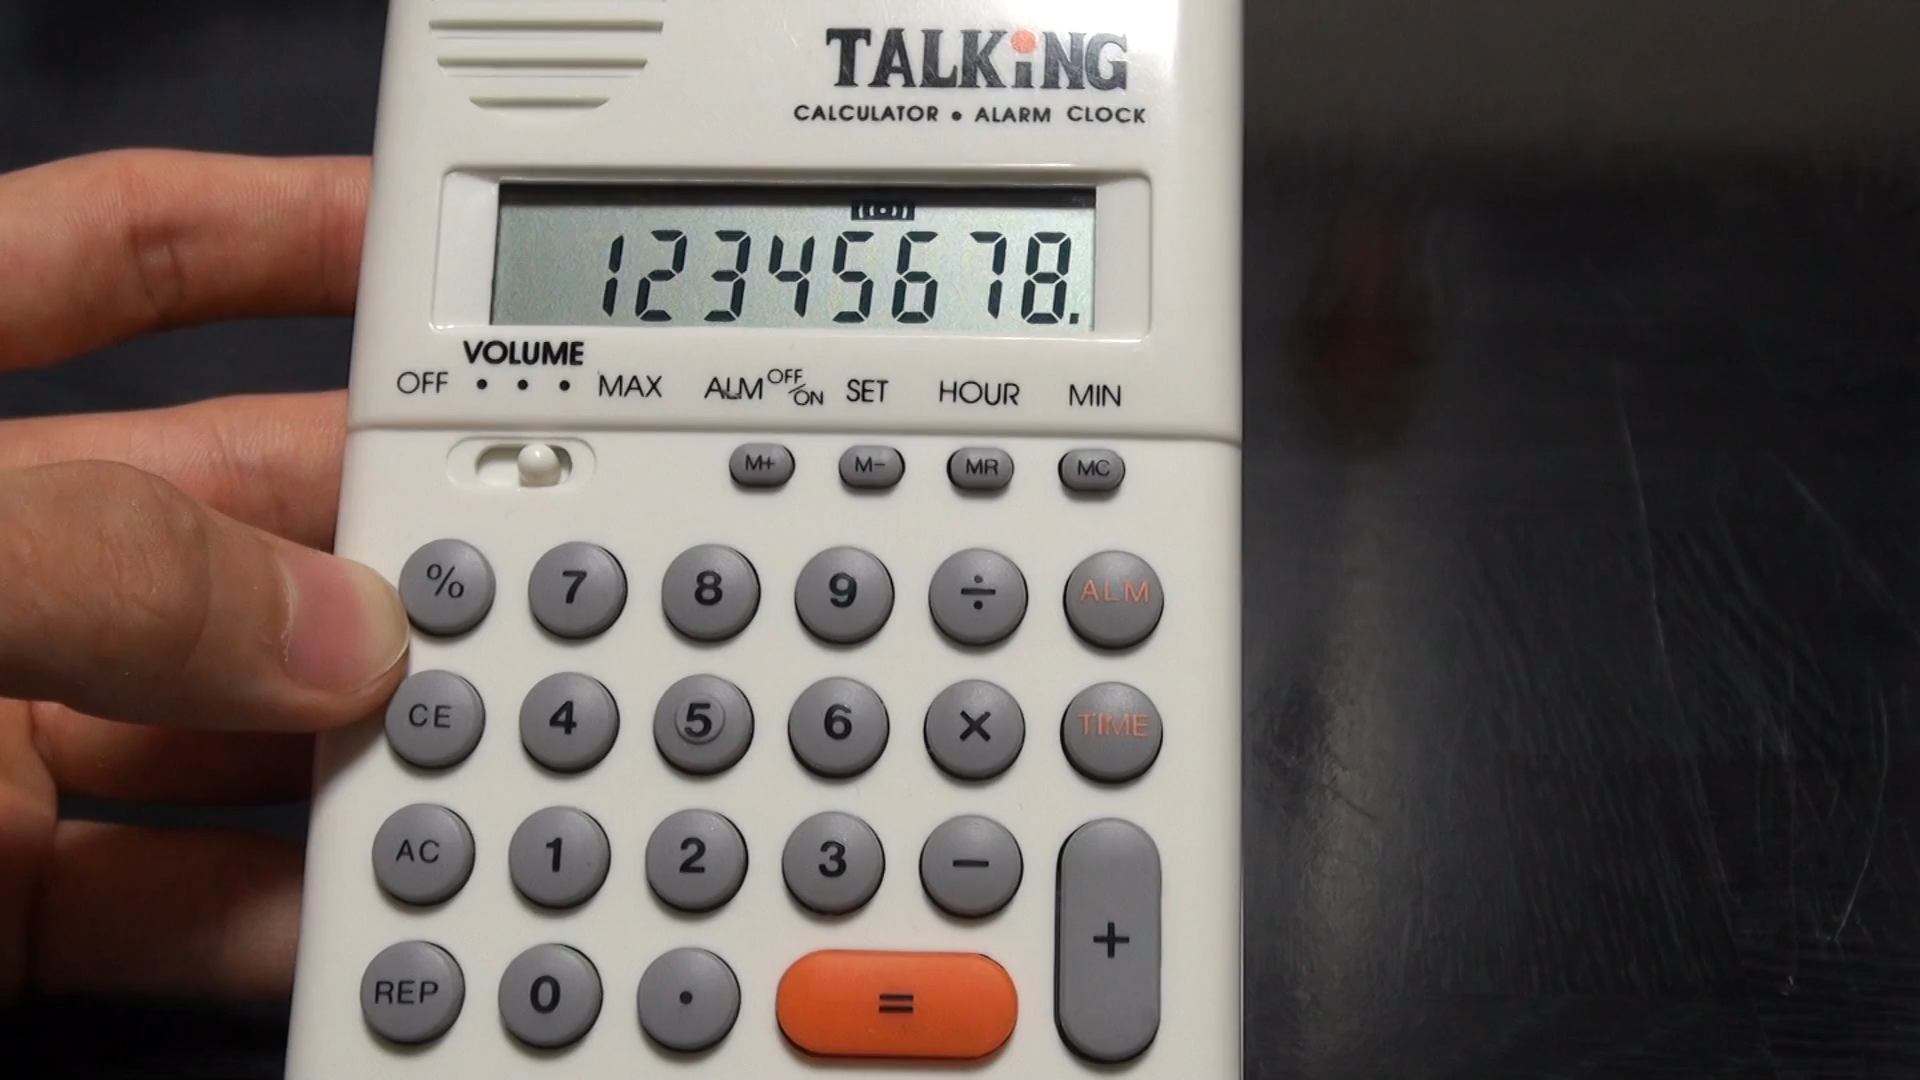 TALKiNG
CALCULATOR • ALARM CLOCK
12345678.
VOLUME
OFF • • • MAX ALM OFF/ON SET HOUR MIN
M+ M− MR MC
% 7 8 9 ÷ ALM
CE 4 5 6 × TIME
AC 1 2 3 −
+
REP 0 • =